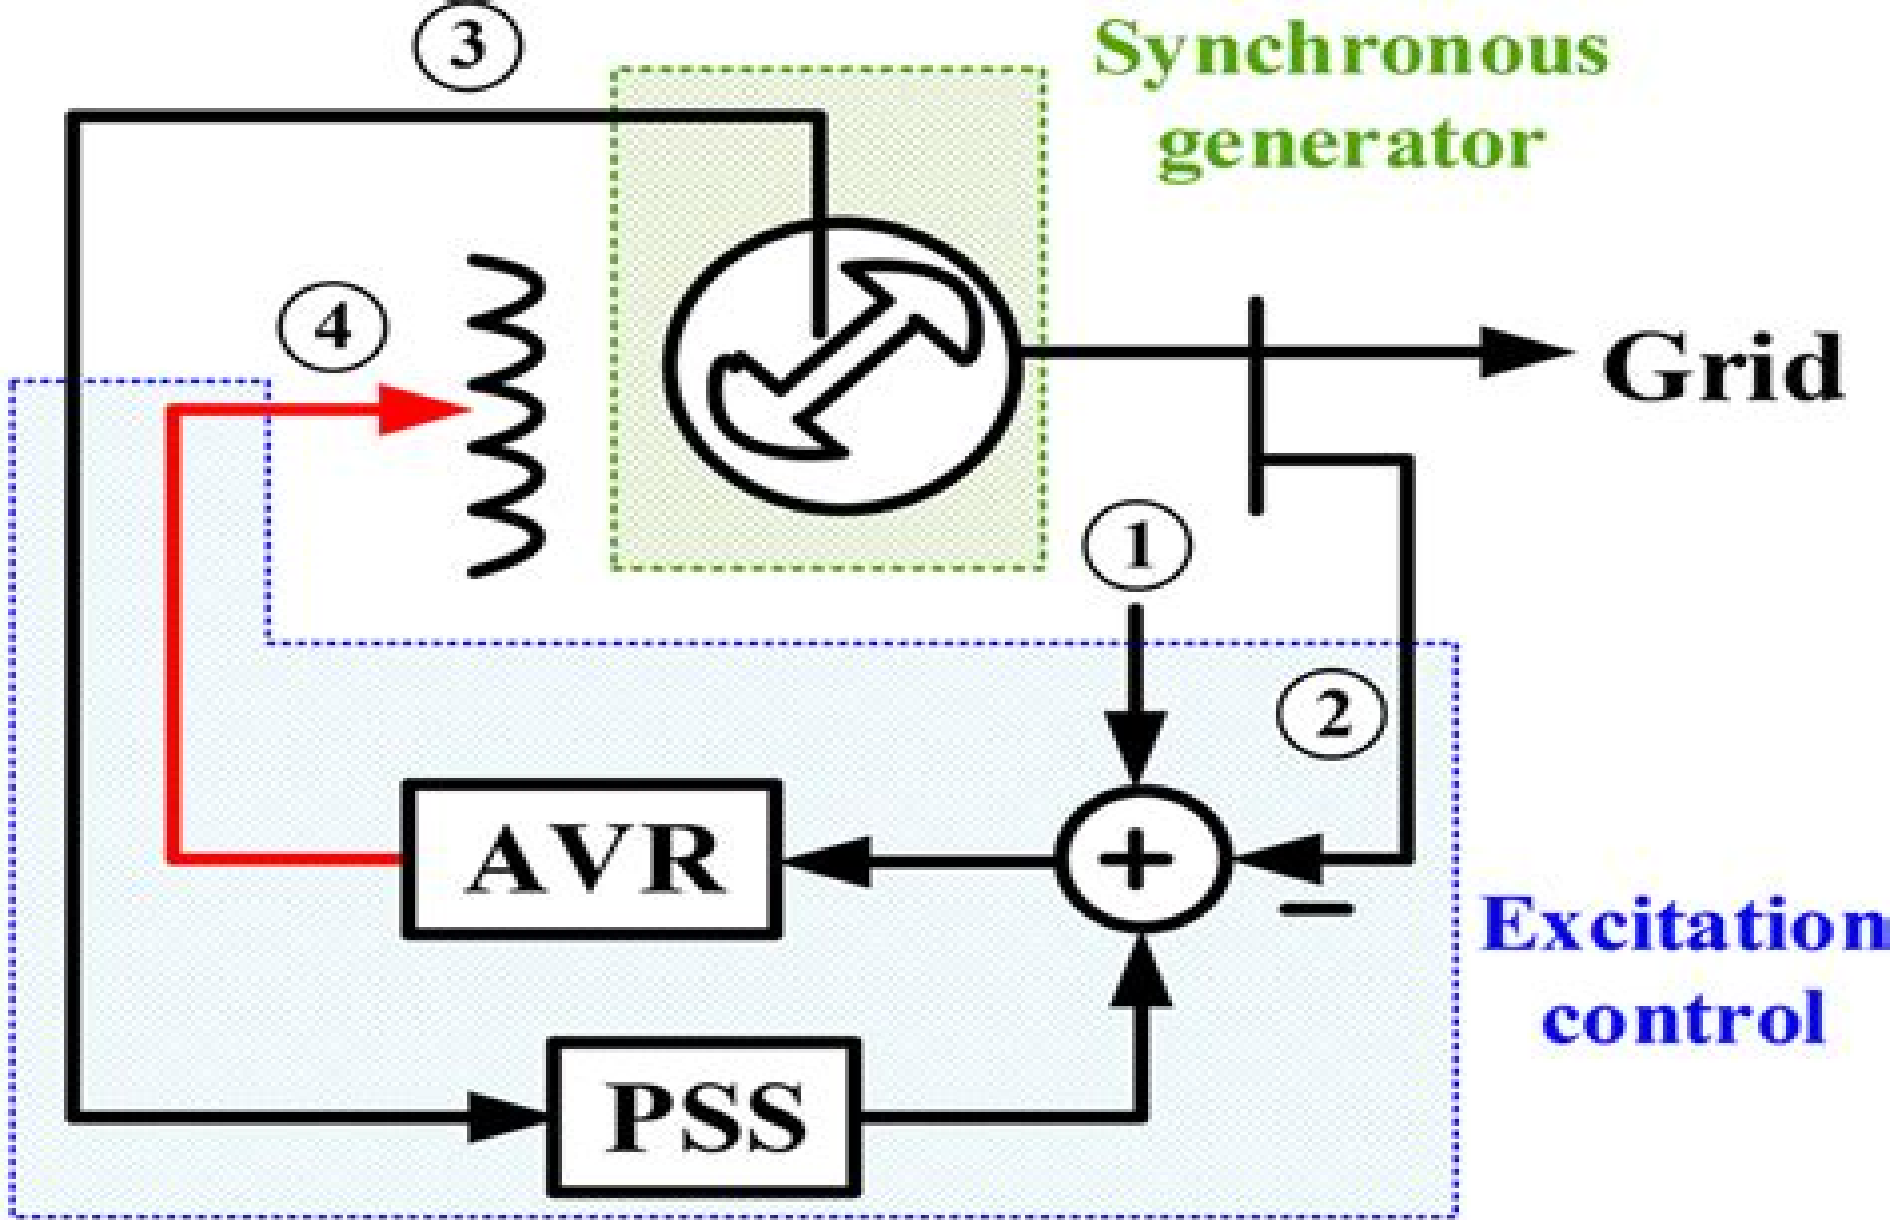 ③
Synchronous
generator
④
Grid
①
②
AVR
+
−
Excitation
control
PSS